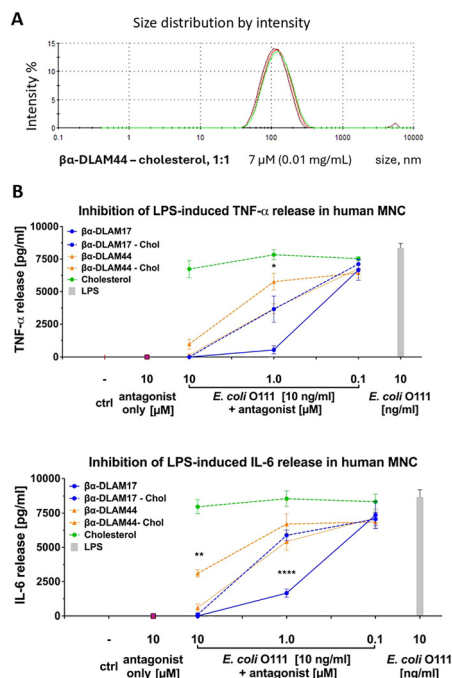 A
Size distribution by intensity
Intensity %
15
10
5
0
0.1
1
10
100
1000
10000
βα-DLAM44 – cholesterol, 1:1 7 µM (0.01 mg/mL) size, nm
B
Inhibition of LPS-induced TNF-α release in human MNC
βα-DLAM17
βα-DLAM17 - Chol
βα-DLAM44
βα-DLAM44 - Chol
Cholesterol
LPS
TNF-α release [pg/ml]
10000
7500
5000
2500
0
*
- 10 10 1.0 0.1 10
ctrl antagonist E. coli O111 [10 ng/ml] E. coli O111
only [µM] + antagonist [µM] [ng/ml]
Inhibition of LPS-induced IL-6 release in human MNC
βα-DLAM17
βα-DLAM17 - Chol
βα-DLAM44
βα-DLAM44- Chol
Cholesterol
LPS
IL-6 release [pg/ml]
10000
7500
5000
2500
0
**
****
- 10 10 1.0 0.1 10
ctrl antagonist E. coli O111 [10 ng/ml] E. coli O111
only [µM] + antagonist [µM] [ng/ml]